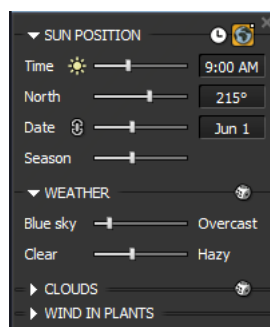 SUN POSITION
Time 9:00 AM
North 215°
Date Jun 1
Season
WEATHER
Blue sky Overcast
Clear Hazy
CLOUDS
WIND IN PLANTS